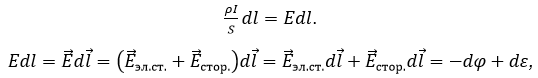 ρI/s dl = Edl.
Edl = E⃗dl⃗ = (E⃗эл.ст. + E⃗стор.)dl⃗ = E⃗эл.ст.dl⃗ + E⃗стор.dl⃗ = −dφ + dε,